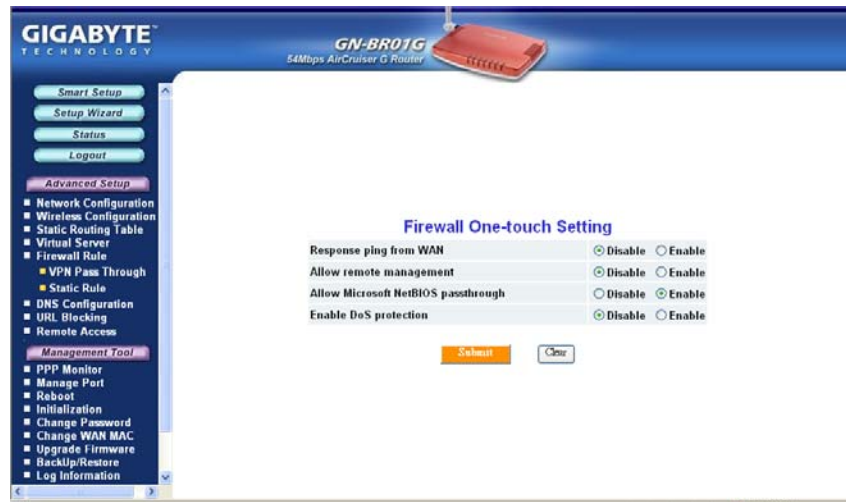 GIGABYTE™
TECHNOLOGY
GN-BR01G
54Mbps AirCruiser G Router
Smart Setup
Setup Wizard
Status
Logout
Advanced Setup
Network Configuration
Wireless Configuration
Static Routing Table
Virtual Server
Firewall Rule
VPN Pass Through
Static Rule
DNS Configuration
URL Blocking
Remote Access
Management Tool
PPP Monitor
Manage Port
Reboot
Initialization
Change Password
Change WAN MAC
Upgrade Firmware
BackUp/Restore
Log Information
Firewall One-touch Setting
Response ping from WAN Disable Enable
Allow remote management Disable Enable
Allow Microsoft NetBIOS passthrough Disable Enable
Enable DoS protection Disable Enable
Submit Clear